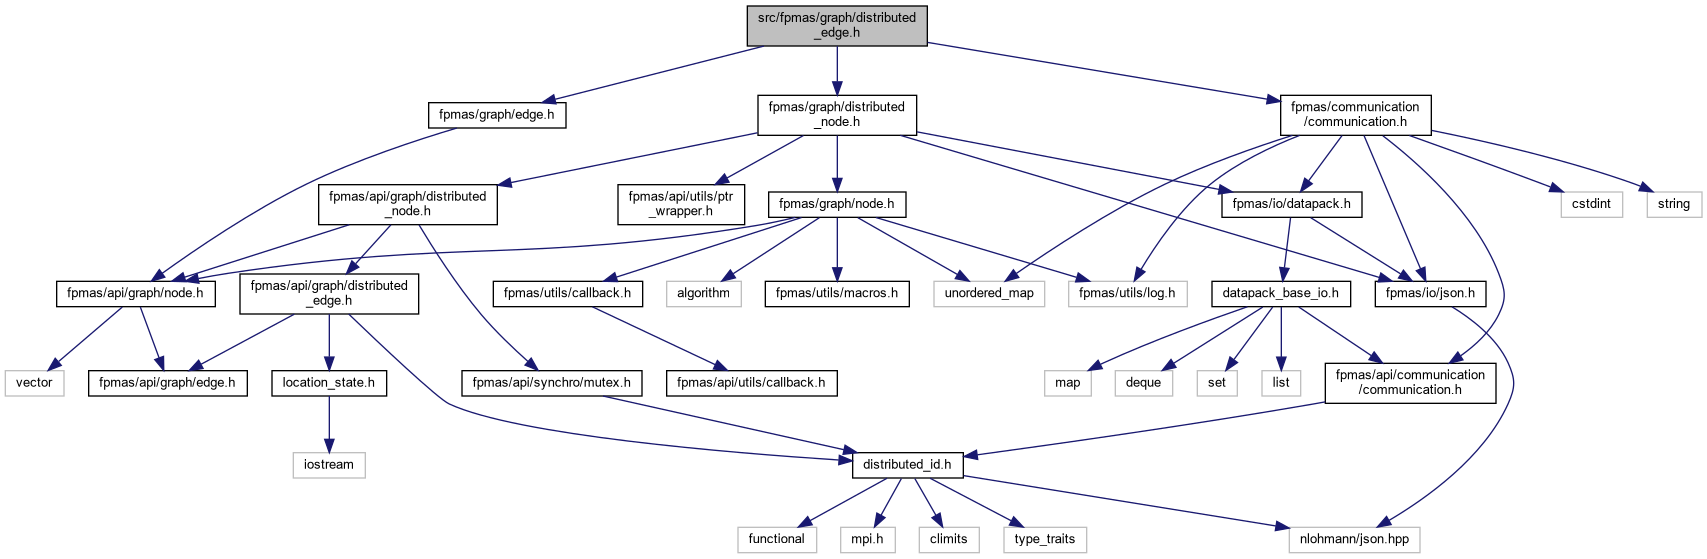 src/fpmas/graph/distributed
_edge.h
fpmas/graph/edge.h
fpmas/graph/distributed
_node.h
fpmas/communication
/communication.h
fpmas/api/graph/distributed
_node.h
fpmas/api/utils/ptr
_wrapper.h
fpmas/graph/node.h
fpmas/io/datapack.h
cstdint
string
fpmas/api/graph/node.h
fpmas/api/graph/distributed
_edge.h
fpmas/utils/callback.h
algorithm
fpmas/utils/macros.h
unordered_map
fpmas/utils/log.h
datapack_base_io.h
fpmas/io/json.h
vector
fpmas/api/graph/edge.h
location_state.h
fpmas/api/synchro/mutex.h
fpmas/api/utils/callback.h
map
deque
set
list
fpmas/api/communication
/communication.h
iostream
distributed_id.h
functional
mpi.h
climits
type_traits
nlohmann/json.hpp